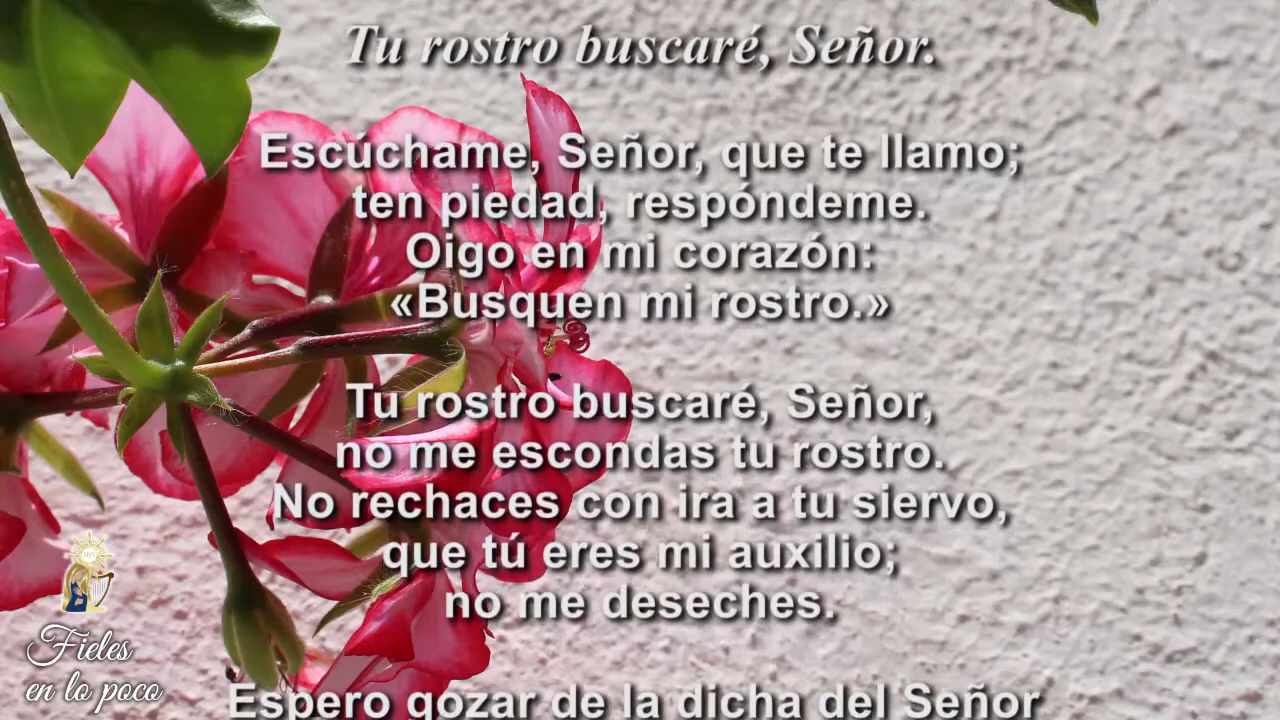 Tu rostro buscaré, Señor.
Escúchame, Señor, que te llamo;
ten piedad, respóndeme.
Oigo en mi corazón:
«Busquen mi rostro.»
Tu rostro buscaré, Señor,
no me escondas tu rostro.
No rechaces con ira a tu siervo,
que tú eres mi auxilio;
no me deseches.
Espero gozar de la dicha del Señor
Fieles
en lo poco